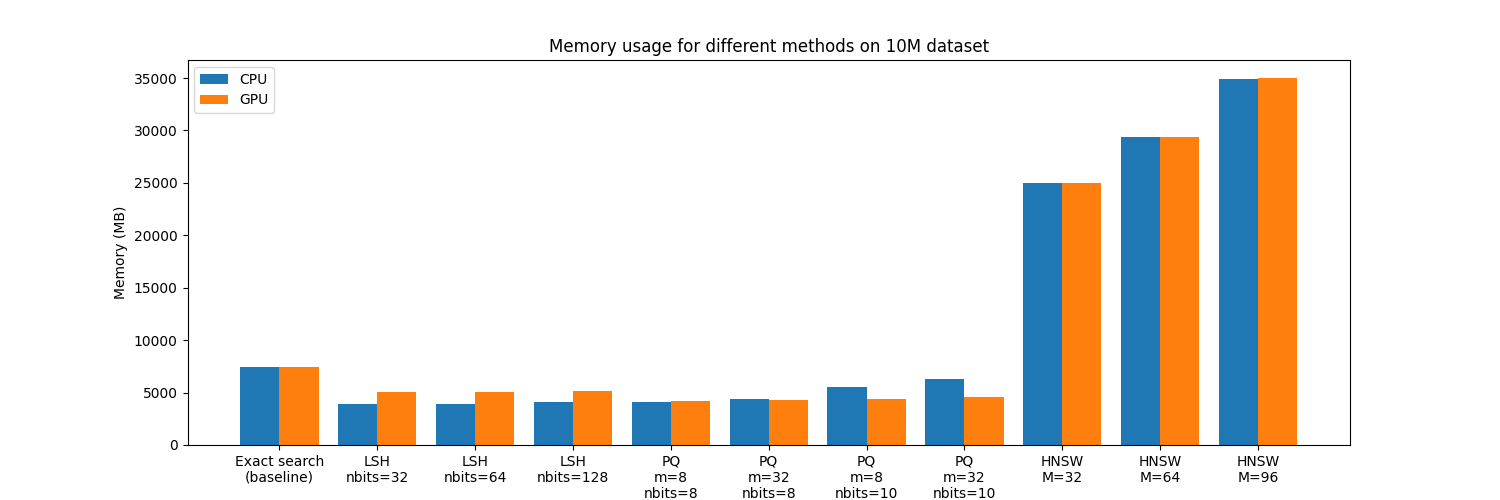 Memory usage for different methods on 10M dataset
CPU
GPU
Memory (MB)
35000
30000
25000
20000
15000
10000
5000
0
Exact search
(baseline)
LSH
nbits=32
LSH
nbits=64
LSH
nbits=128
PQ
m=8
nbits=8
PQ
m=32
nbits=8
PQ
m=8
nbits=10
PQ
m=32
nbits=10
HNSW
M=32
HNSW
M=64
HNSW
M=96